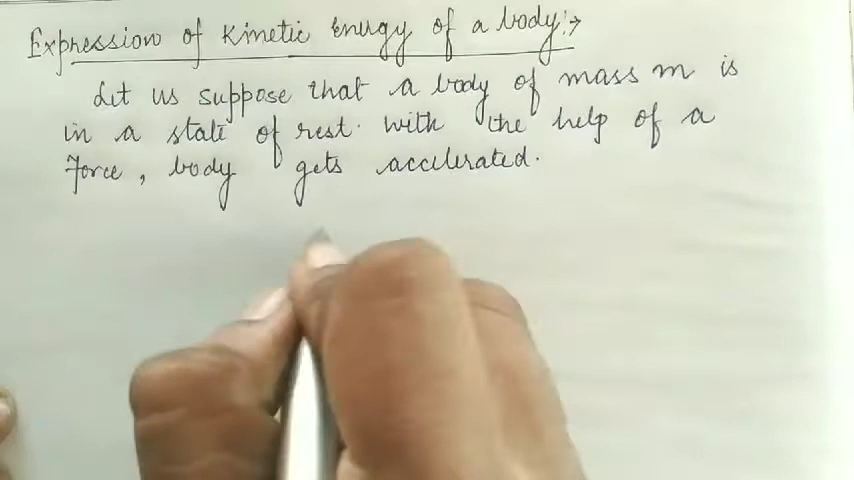 Expression of Kinetic Energy of a body:→
Let us suppose that a body of mass m is
in a state of rest. With the help of a
Force, body gets accelerated.